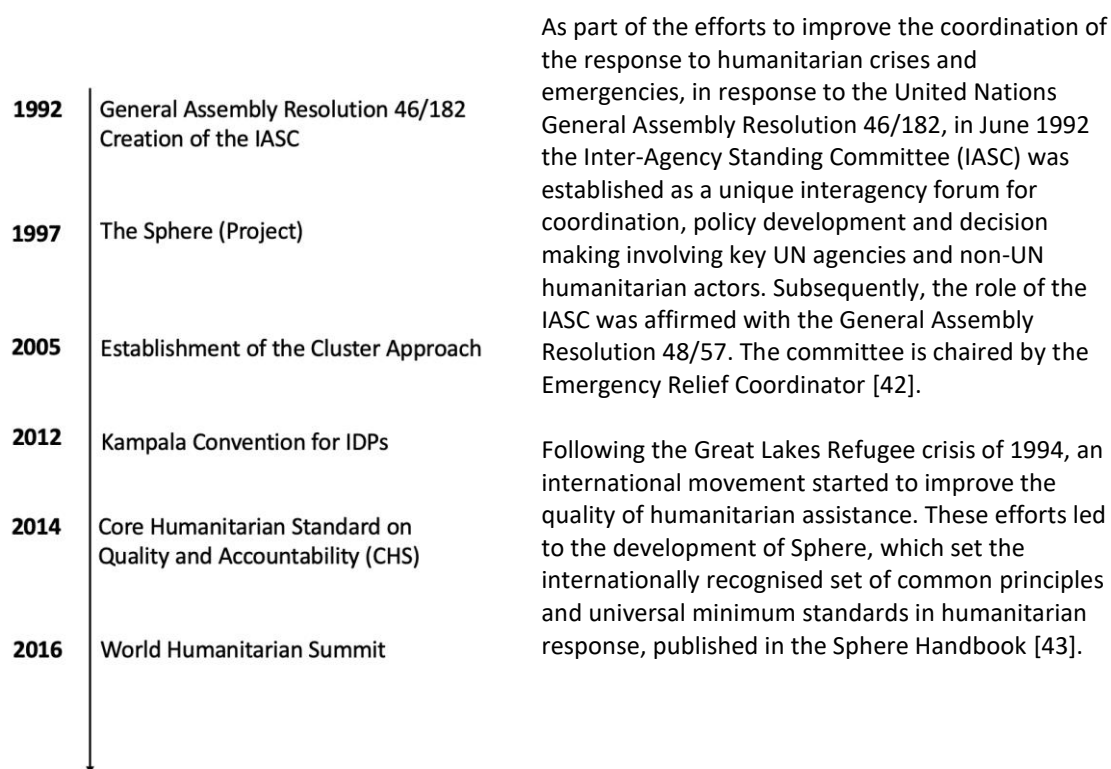 1992
General Assembly Resolution 46/182
Creation of the IASC
1997
The Sphere (Project)
2005
Establishment of the Cluster Approach
2012
Kampala Convention for IDPs
2014
Core Humanitarian Standard on
Quality and Accountability (CHS)
2016
World Humanitarian Summit
As part of the efforts to improve the coordination of
the response to humanitarian crises and
emergencies, in response to the United Nations
General Assembly Resolution 46/182, in June 1992
the Inter-Agency Standing Committee (IASC) was
established as a unique interagency forum for
coordination, policy development and decision
making involving key UN agencies and non-UN
humanitarian actors. Subsequently, the role of the
IASC was affirmed with the General Assembly
Resolution 48/57. The committee is chaired by the
Emergency Relief Coordinator [42].
Following the Great Lakes Refugee crisis of 1994, an
international movement started to improve the
quality of humanitarian assistance. These efforts led
to the development of Sphere, which set the
internationally recognised set of common principles
and universal minimum standards in humanitarian
response, published in the Sphere Handbook [43].